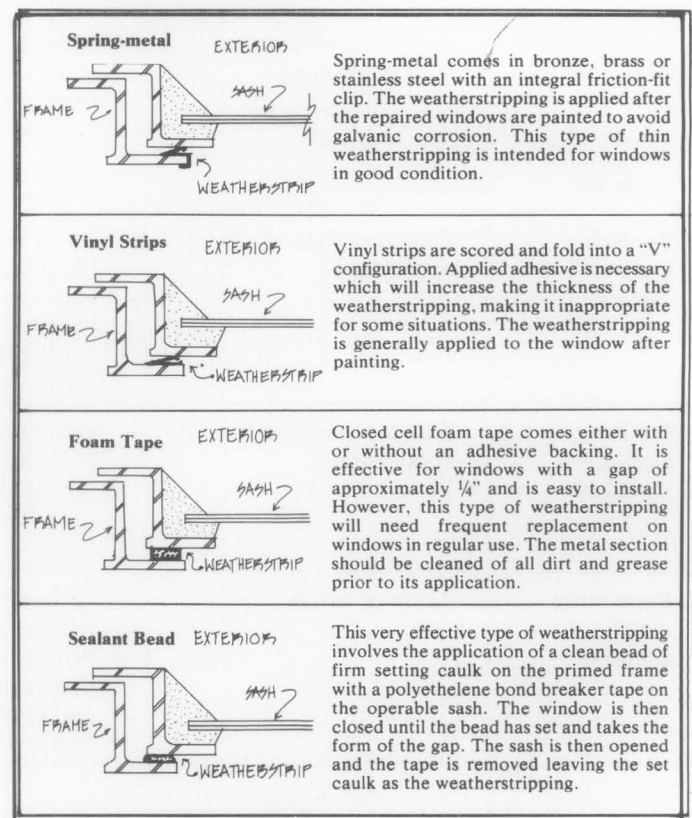 Spring-metal
EXTERIOR
SASH
FRAME
WEATHERSTRIP
Spring-metal comes in bronze, brass or
stainless steel with an integral friction-fit
clip. The weatherstripping is applied after
the repaired windows are painted to avoid
galvanic corrosion. This type of thin
weatherstripping is intended for windows
in good condition.
Vinyl Strips
EXTERIOR
SASH
FRAME
WEATHERSTRIP
Vinyl strips are scored and fold into a “V”
configuration. Applied adhesive is necessary
which will increase the thickness of the
weatherstripping, making it inappropriate
for some situations. The weatherstripping
is generally applied to the window after
painting.
Foam Tape
EXTERIOR
SASH
FRAME
WEATHERSTRIP
Closed cell foam tape comes either with
or without an adhesive backing. It is
effective for windows with a gap of
approximately ¼” and is easy to install.
However, this type of weatherstripping
will need frequent replacement on
windows in regular use. The metal section
should be cleaned of all dirt and grease
prior to its application.
Sealant Bead
EXTERIOR
SASH
FRAME
WEATHERSTRIP
This very effective type of weatherstripping
involves the application of a clean bead of
firm setting caulk on the primed frame
with a polyethelene bond breaker tape on
the operable sash. The window is then
closed until the bead has set and takes the
form of the gap. The sash is then opened
and the tape is removed leaving the set
caulk as the weatherstripping.